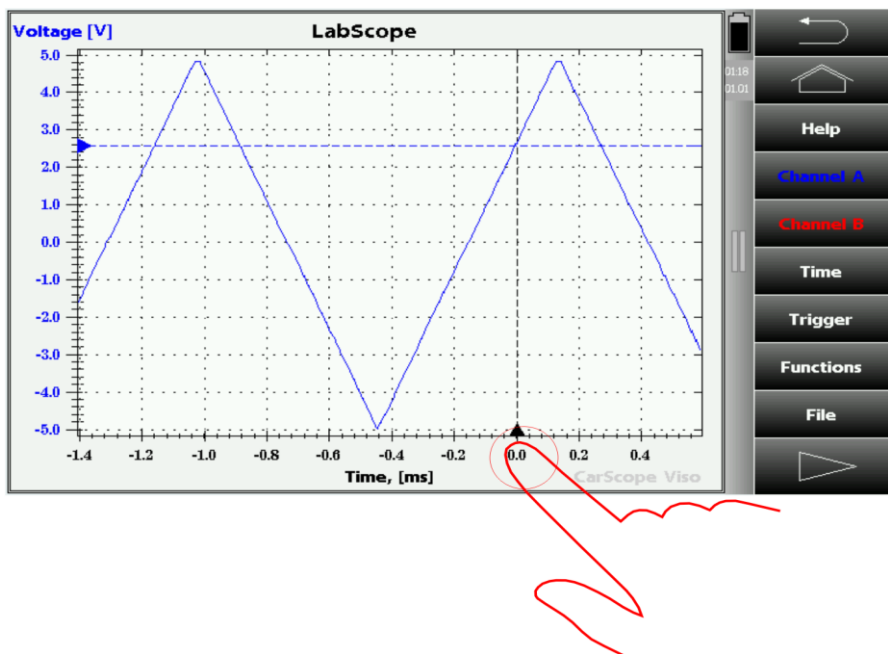 Voltage [V]
LabScope
5.0
4.0
3.0
2.0
0.0
-1.0
-2.0
-3.0
-4.0
-5.0
-1.4 -1.2 -1.0 -0.8 -0.6 -0.4 -0.2 0.0 0.2 0.4
Time, [ms]
CarScope Viso
01:18
01.01
Help
Channel A
Channel B
Time
Trigger
Functions
File